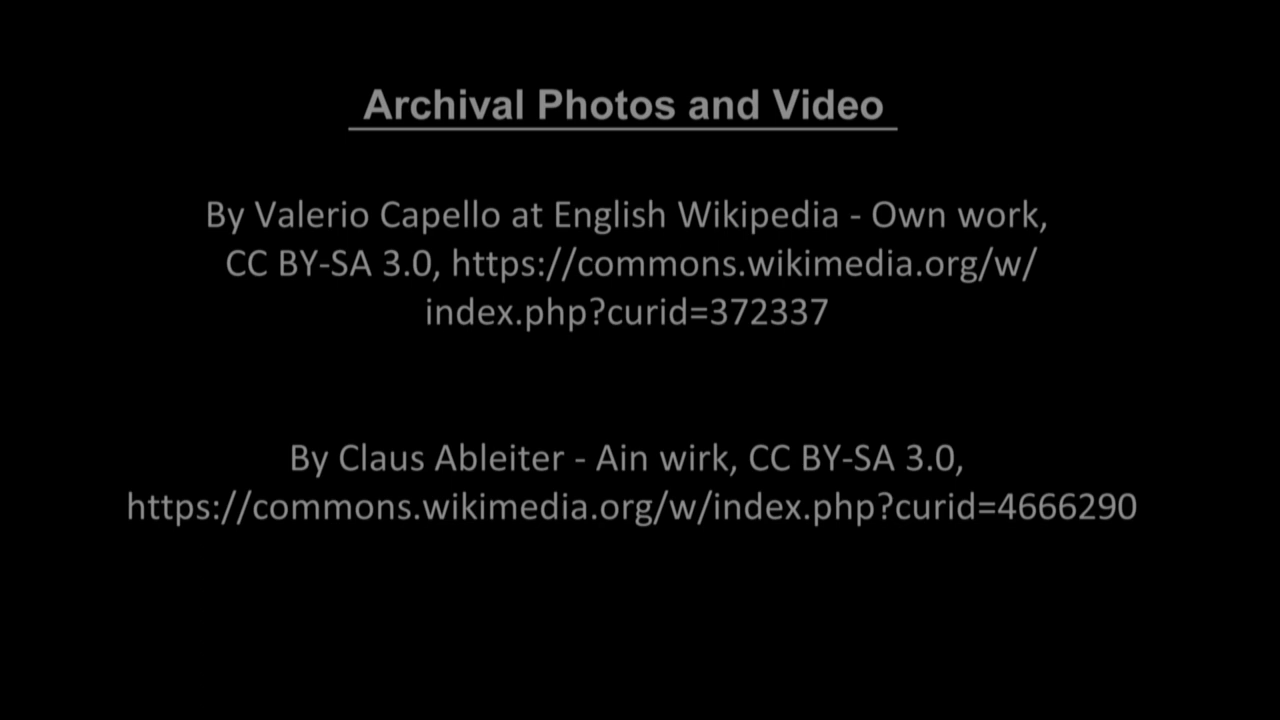 Archival Photos and Video
By Valerio Capello at English Wikipedia - Own work,
CC BY-SA 3.0, https://commons.wikimedia.org/w/
index.php?curid=372337
By Claus Ableiter - Ain wirk, CC BY-SA 3.0,
https://commons.wikimedia.org/w/index.php?curid=4666290